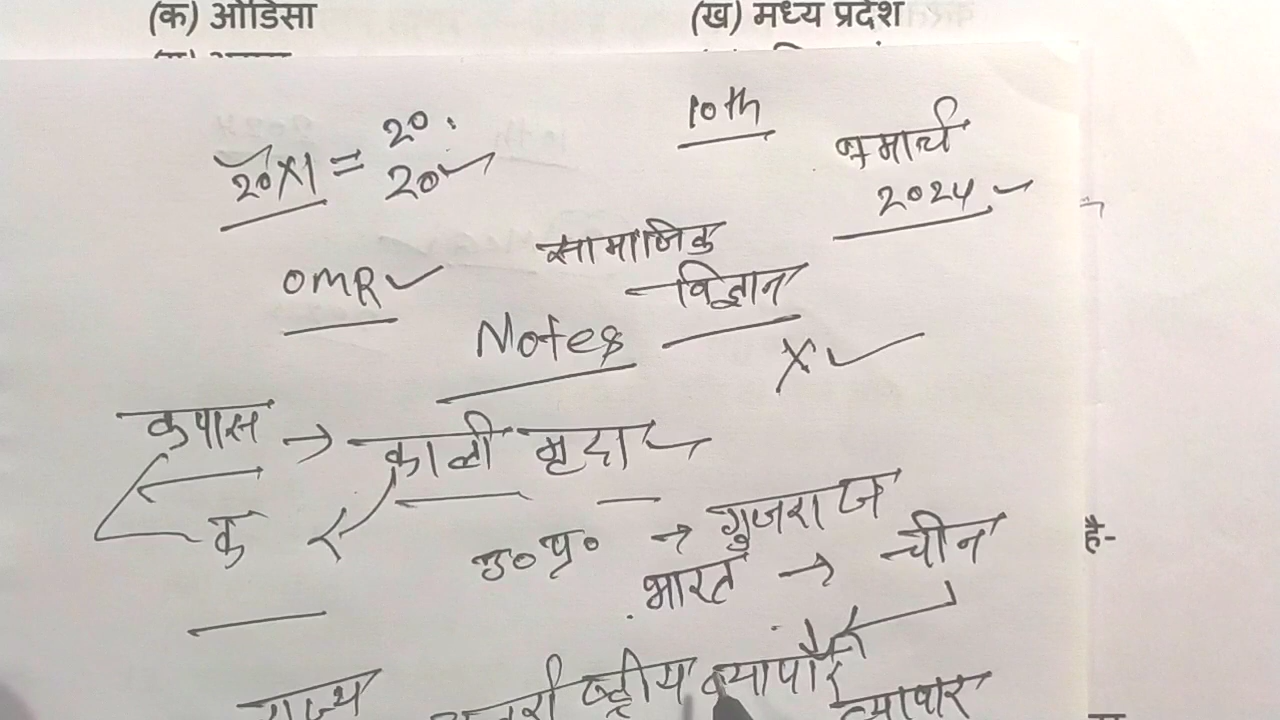 (क) ओडिसा (ख) मध्य प्रदेश
10th
20×1 = 20
20
मार्च
2024
सामाजिक
विज्ञान
OMR
Notes
X
कपास → काली मृदा
क
उ०प्र० → गुजरात
भारत → चीन
है-
राज्य
व्यापार
व्यापार